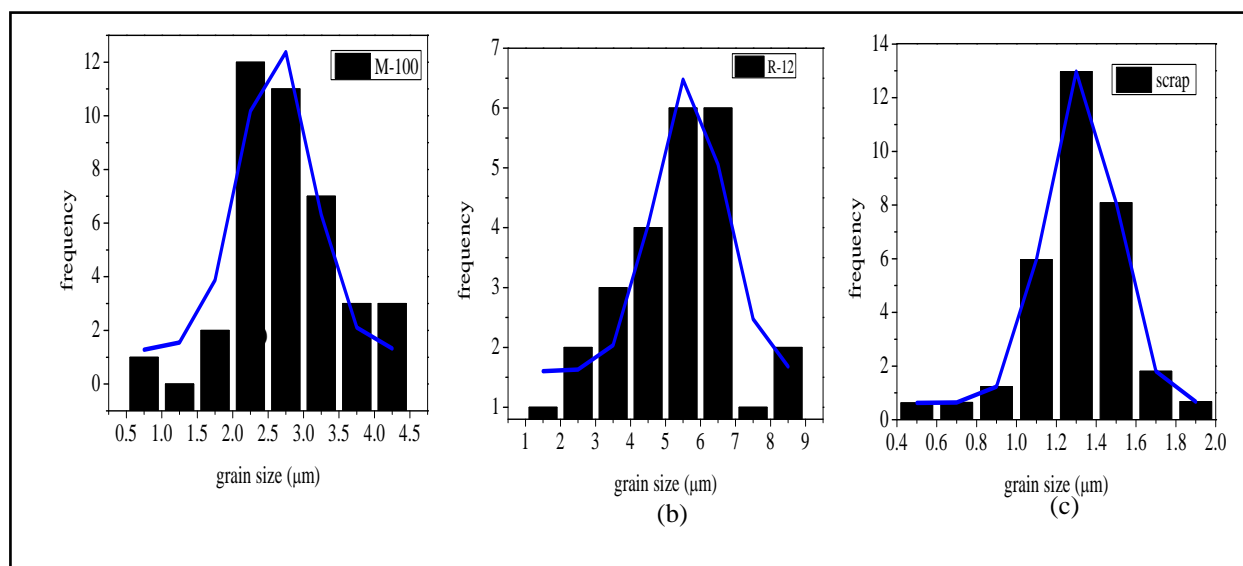 M-100
12
10
8
6
4
2
0
frequency
0.5 1.0 1.5 2.0 2.5 3.0 3.5 4.0 4.5
grain size (μm)
R-12
7
6
5
4
3
2
1
frequency
1 2 3 4 5 6 7 8 9
grain size (μm)
(b)
scrap
14
12
10
8
6
4
2
0
frequency
0.4 0.6 0.8 1.0 1.2 1.4 1.6 1.8 2.0
grain size (μm)
(c)